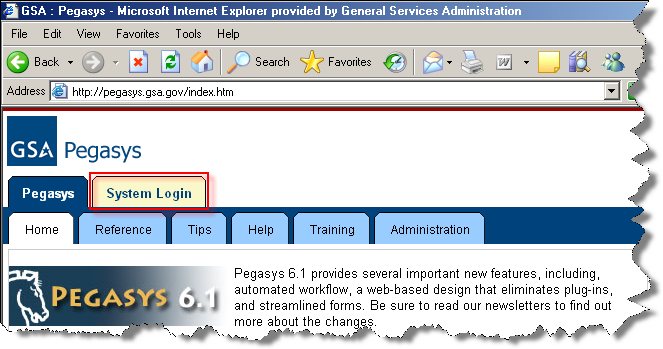 GSA : Pegasys - Microsoft Internet Explorer provided by General Services Administration
File Edit View Favorites Tools Help
Back Search Favorites W
Address http://pegasys.gsa.gov/index.htm
GSA Pegasys
Pegasys System Login
Home Reference Tips Help Training Administration
PEGASYS 6.1
Pegasys 6.1 provides several important new features, including,
automated workflow, a web-based design that eliminates plug-ins,
and streamlined forms. Be sure to read our newsletters to find out
more about the changes.